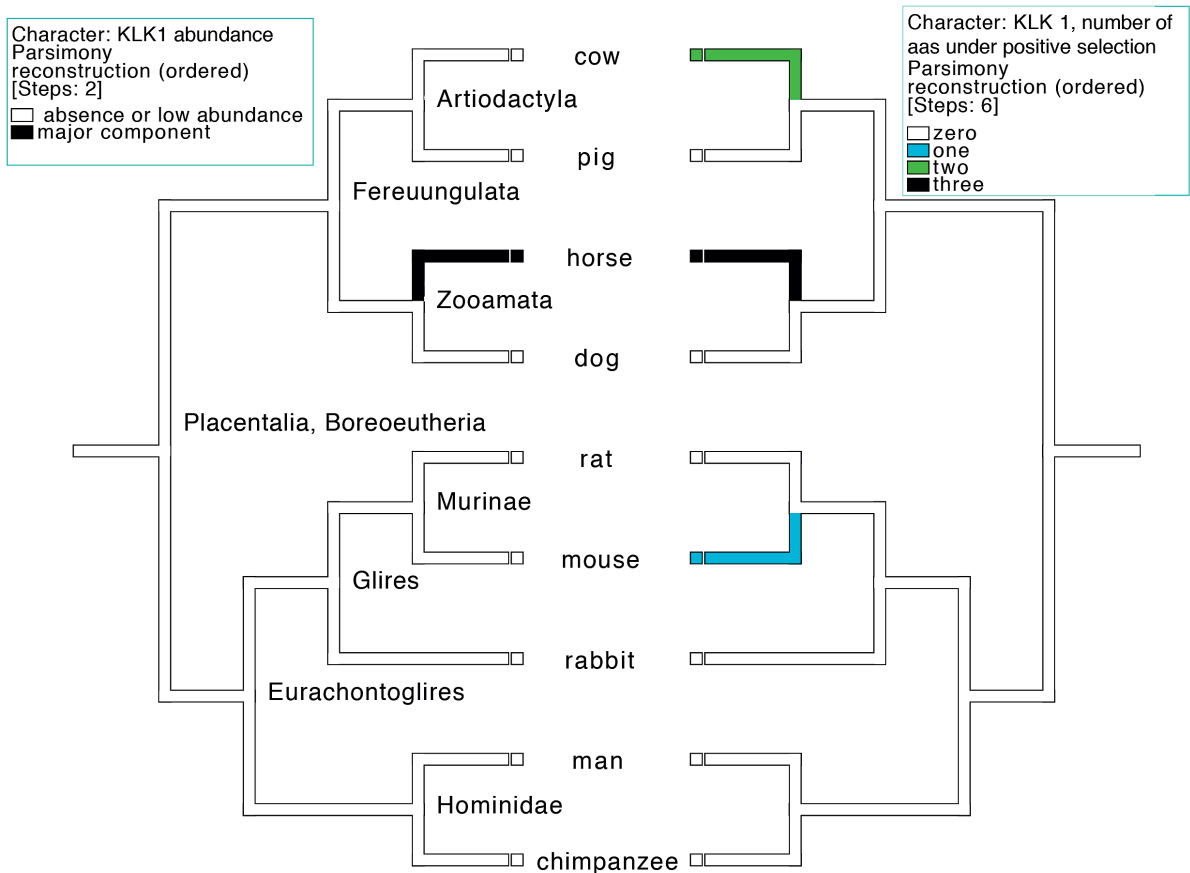 Character: KLK1 abundance
Parsimony
reconstruction (ordered)
[Steps: 2]
absence or low abundance
major component
Character: KLK 1, number of
aas under positive selection
Parsimony
reconstruction (ordered)
[Steps: 6]
zero
one
two
three
cow
Artiodactyla
pig
Fereuungulata
horse
Zooamata
dog
Placentalia, Boreoeutheria
rat
Murinae
mouse
Glires
rabbit
Eurachontoglires
man
Hominidae
chimpanzee